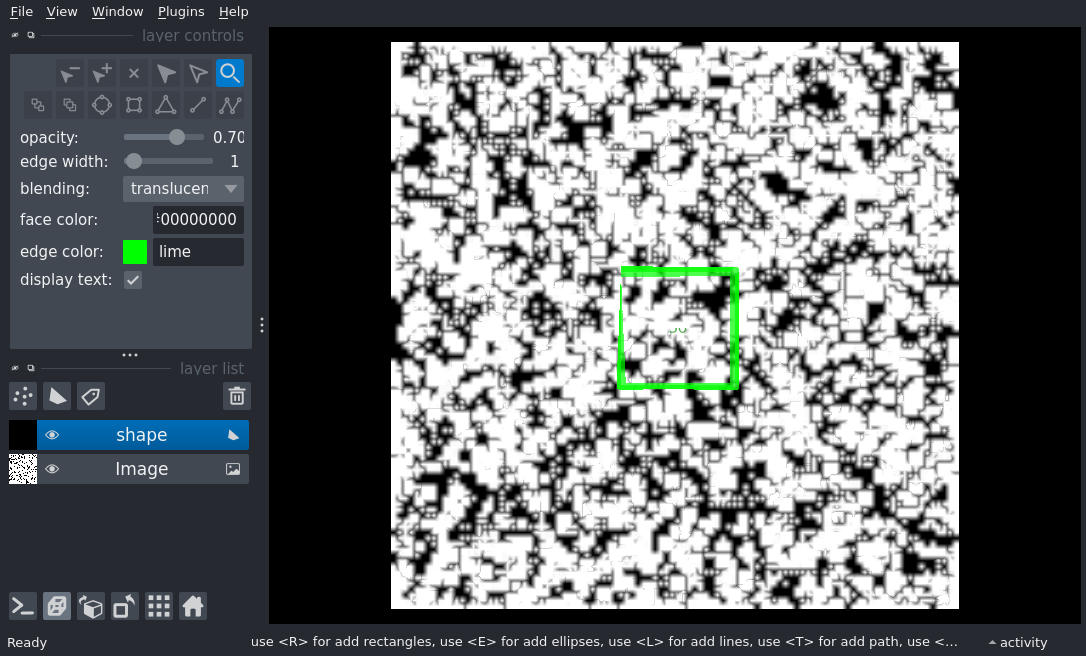 File View Window Plugins Help
layer controls
opacity: 0.70
edge width: 1
blending: translucen
face color: 00000000
edge color: lime
display text:
layer list
shape
Image
Ready use <R> for add rectangles, use <E> for add ellipses, use <L> for add lines, use <T> for add path, use <... activity